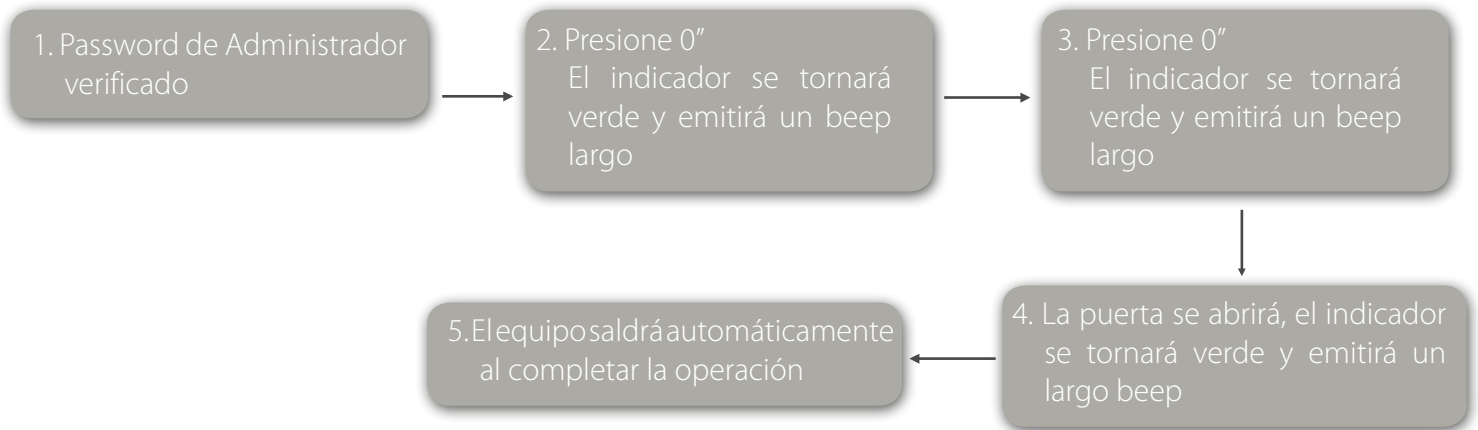 1. Password de Administrador
verificado
2. Presione 0”
El indicador se tornará
verde y emitirá un beep
largo
3. Presione 0”
El indicador se tornará
verde y emitirá un beep
largo
4. La puerta se abrirá, el indicador
se tornará verde y emitirá un
largo beep
5. El equipo saldrá automáticamente
al completar la operación